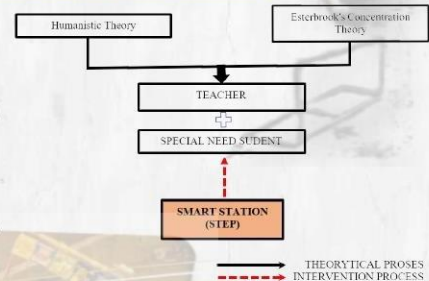 Humanistic Theory
Esterbrook's Concentration
Theory
TEACHER
SPECIAL NEED SUDENT
SMART STATION
(STEP)
THEORYTICAL PROSES
INTERVENTION PROCESS